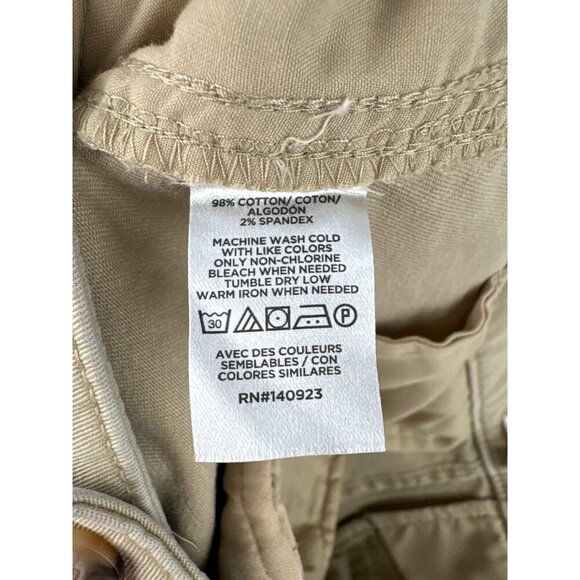 98% COTTON/ COTON/
ALGODÓN
2% SPANDEX
MACHINE WASH COLD
WITH LIKE COLORS
ONLY NON-CHLORINE
BLEACH WHEN NEEDED
TUMBLE DRY LOW
WARM IRON WHEN NEEDED
30 P
AVEC DES COULEURS
SEMBLABLES / CON
COLORES SIMILARES
RN#140923